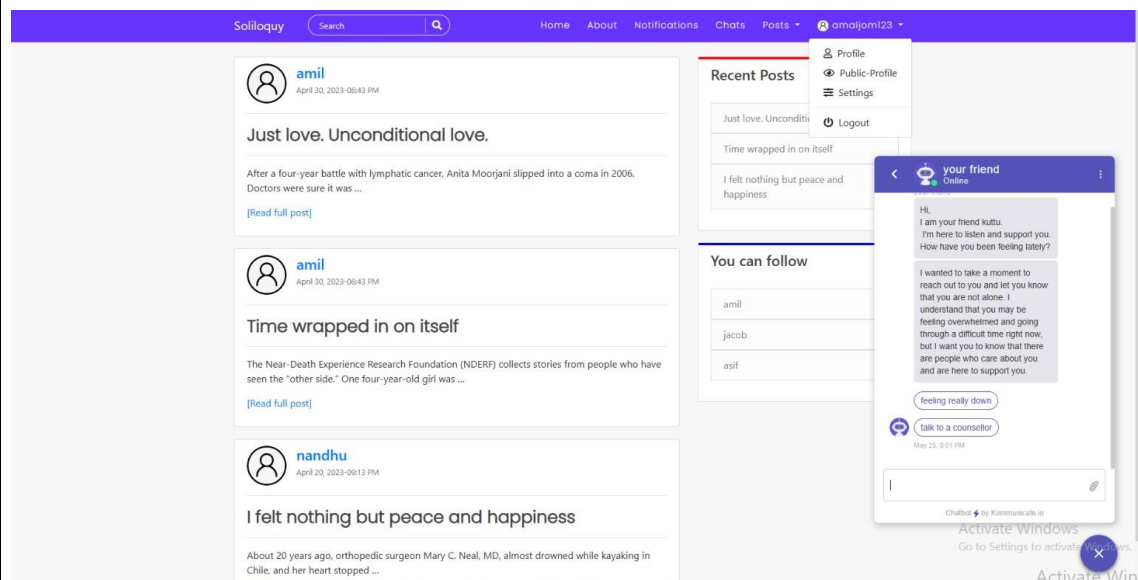 Soliloquy
Search
Home About Notifications Chats Posts amaljom123
Profile
Public-Profile
Settings
Logout
amil
April 30, 2023-06:43 PM
Just love. Unconditional love.
After a four-year battle with lymphatic cancer, Anita Moorjani slipped into a coma in 2006.
Doctors were sure it was ...
[Read full post]
amil
April 30, 2023-06:43 PM
Time wrapped in on itself
The Near-Death Experience Research Foundation (NDERF) collects stories from people who have
seen the "other side." One four-year-old girl was ...
[Read full post]
nandhu
April 20, 2023-09:13 PM
I felt nothing but peace and happiness
About 20 years ago, orthopedic surgeon Mary C. Neal, MD, almost drowned while kayaking in
Chile, and her heart stopped ...
Recent Posts
Just love.
Time wrapped in on itself
I felt nothing but peace and
happiness
You can follow
amil
jacob
asif
your friend
Online
Hi,
I am your friend kuttu.
I'm here to listen and support you.
How have you been feeling lately?
I wanted to take a moment to
reach out to you and let you know
that you are not alone. I
understand that you may be
feeling overwhelmed and going
through a difficult time right now,
but I want you to know that there
are people who care about you
and are here to support you.
feeling really down
talk to a counsellor
May 25, 8:01 PM
Chatbot by Kommunicate.io
Activate Windows
Go to Settings to activate Windows.
Activate Win